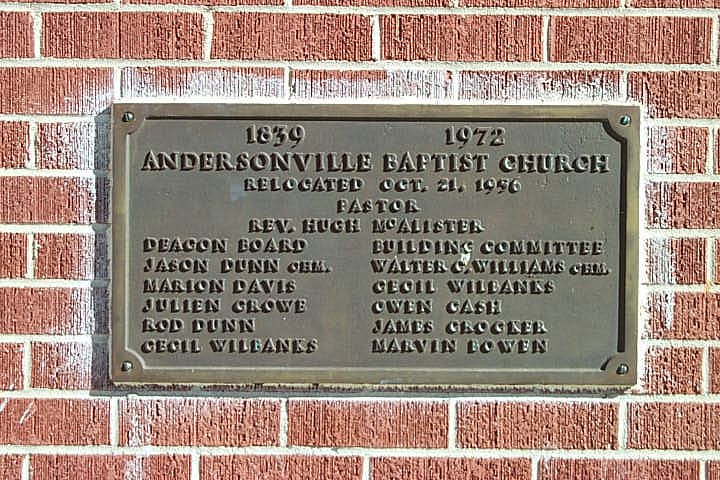 1839 1972
ANDERSONVILLE BAPTIST CHURCH
RELOCATED OCT. 21, 1956
PASTOR
REV. HUGH MCALISTER
DEACON BOARD BUILDING COMMITTEE
JASON DUNN CHM. WALTER C. WILLIAMS CHM.
MARION DAVIS CECIL WILBANKS
JULIEN CROWE OWEN CASH
ROD DUNN JAMES CROCKER
CECIL WILBANKS MARVIN BOWEN